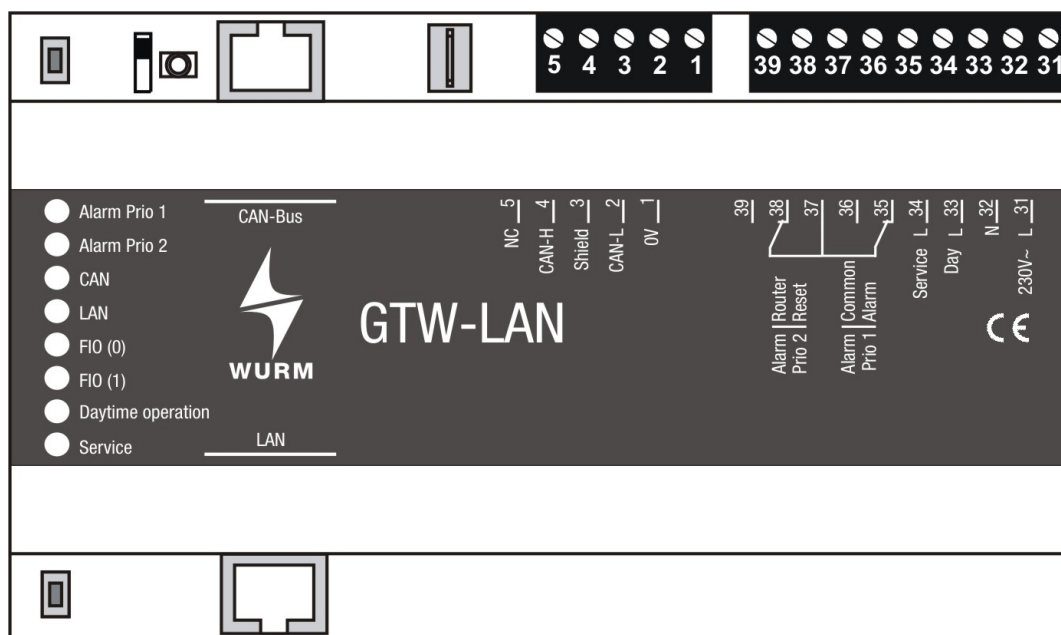 5 4 3 2 1
39 38 37 36 35 34 33 32 31
Alarm Prio 1
Alarm Prio 2
CAN
LAN
FIO (0)
FIO (1)
Daytime operation
Service
CAN-Bus
WURM
LAN
GTW-LAN
NC 5
CAN-H 4
Shield 3
CAN-L 2
0V 1
39
38
37
36
35
Alarm | Router
Prio 2 | Reset
Alarm | Common
Prio 1 | Alarm
Service L 34
Day L 33
N 32
230V~ L 31
CE